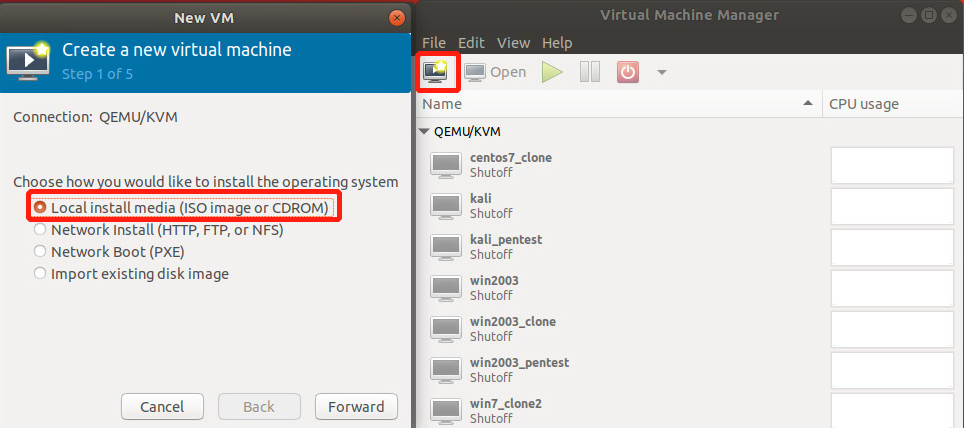 New VM
Create a new virtual machine
Step 1 of 5
Connection: QEMU/KVM
Choose how you would like to install the operating system
Local install media (ISO image or CDROM)
Network Install (HTTP, FTP, or NFS)
Network Boot (PXE)
Import existing disk image
Cancel
Back
Forward
Virtual Machine Manager
File Edit View Help
Open
Name CPU usage
QEMU/KVM
centos7_clone
Shutoff
kali
Shutoff
kali_pentest
Shutoff
win2003
Shutoff
win2003_clone
Shutoff
win2003_pentest
Shutoff
win7_clone2
Shutoff